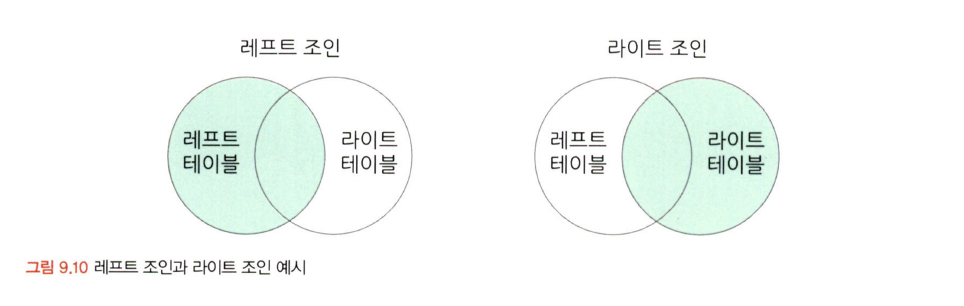 레프트 조인
레프트
테이블
라이트
테이블
라이트 조인
레프트
테이블
라이트
테이블
그림 9.10 레프트 조인과 라이트 조인 예시